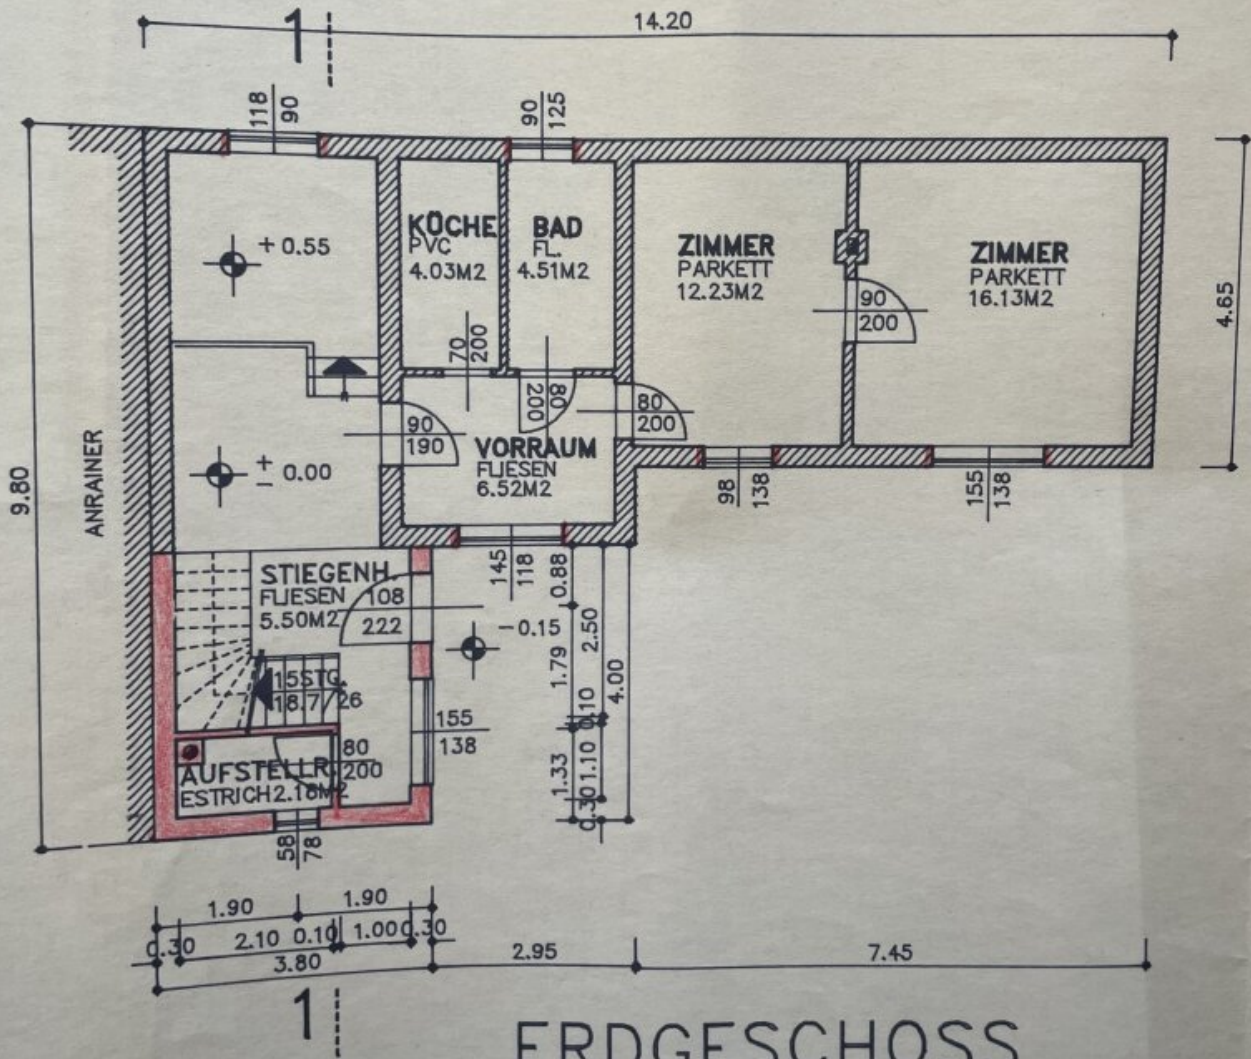 1
14.20
118
90
90
125
+ 0.55
KÜCHE
PVC
4.03M2
BAD
FL.
4.51M2
ZIMMER
PARKETT
12.23M2
ZIMMER
PARKETT
16.13M2
90
200
4.65
70
200
80
200
80
200
90
190
VORRAUM
FLIESEN
6.52M2
± 0.00
ANRAINER
9.80
98
138
155
138
145
118
0.88
2.50
1.79
4.00
0.10
1.33
1.10
0.30
STIEGENH.
FLIESEN
5.50M2
108
222
-0.15
15STG.
18.7/26
155
138
80
200
AUFSTELLR.
ESTRICH 2.18M2
58
78
1.90
1.90
0.30
2.10
0.10
1.00
0.30
3.80
2.95
7.45
1
ERDGESCHOSS